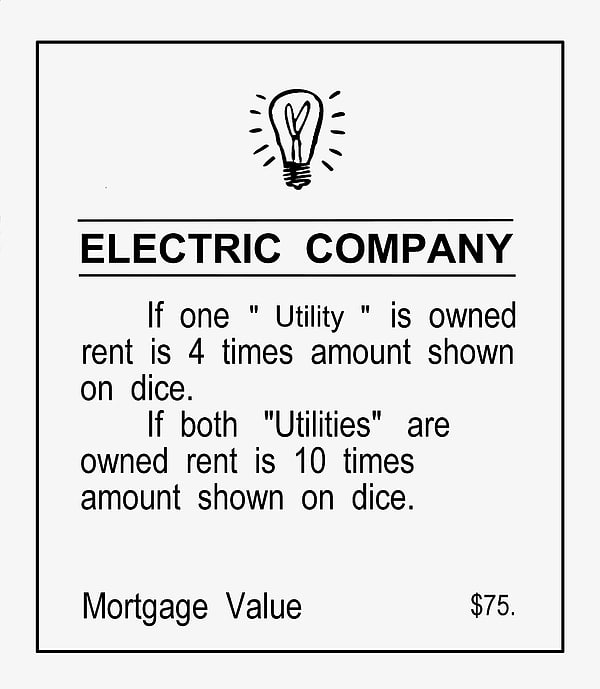 ELECTRIC COMPANY
If one " Utility " is owned
rent is 4 times amount shown
on dice.
If both "Utilities" are
owned rent is 10 times
amount shown on dice.
Mortgage Value $75.